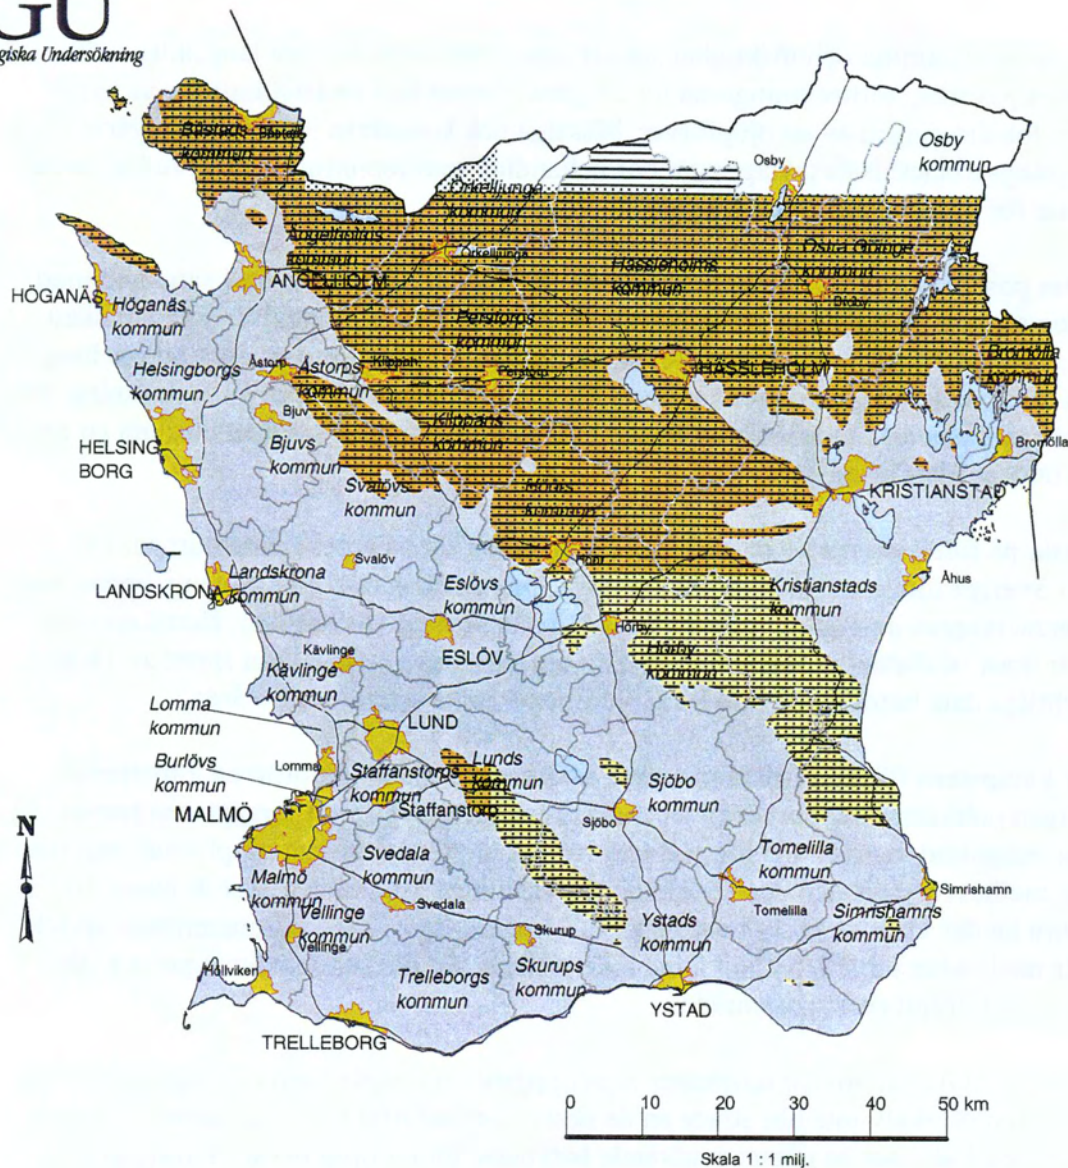 GU
giska Undersökning
Båstads
kommun
Båstad
Osby
kommun
Osby
Örkelljunga
kommun
Ängelholms
kommun
Örkelljunga
Hässleholms
kommun
Östra Göinge
kommun
Broby
ÄNGELHOLM
HÖGANÄS
Höganäs
kommun
Perstorps
kommun
Bromölla
kommun
Helsingborgs
kommun
Åstorp
Åstorps
kommun
Klippan
Perstorp
HÄSSLEHOLM
Bjuv
Klippans
kommun
HELSING
BORG
Bjuvs
kommun
Bromölla
Svalövs
kommun
Höörs
kommun
KRISTIANSTAD
Svalöv
Höör
Landskrona
kommun
LANDSKRONA
Eslövs
kommun
Kristianstads
kommun
Åhus
Hörby
Kävlinge
ESLÖV
Hörby
kommun
Kävlinge
kommun
Lomma
kommun
LUND
Burlövs
kommun
Lomma
Staffanstorps
kommun
Lunds
kommun
Sjöbo
kommun
Staffanstorp
MALMÖ
Sjöbo
N
Svedala
kommun
Tomelilla
kommun
Malmö
kommun
Simrishamn
Svedala
Tomelilla
Vellinge
kommun
Simrishamns
kommun
Ystads
kommun
Vellinge
Skurup
Höllviken
Trelleborgs
kommun
Skurups
kommun
YSTAD
TRELLEBORG
0 10 20 30 40 50 km
Skala 1 : 1 milj.